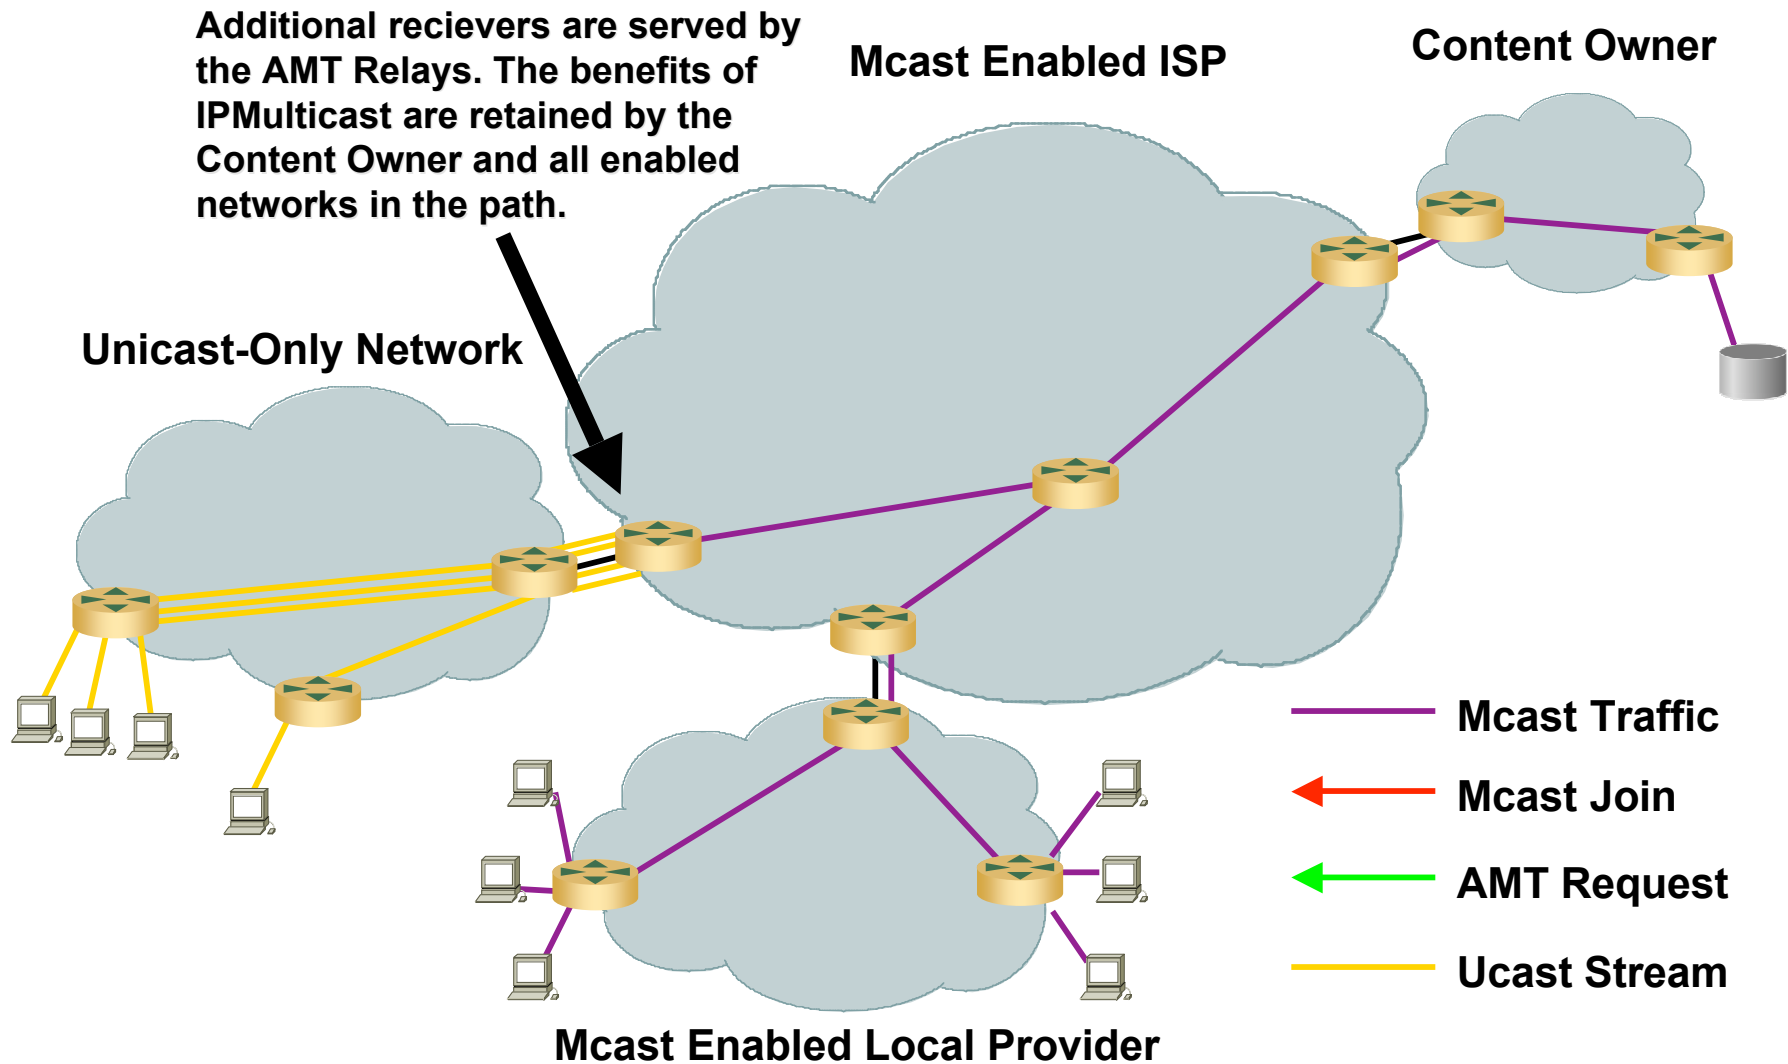 Additional recievers are served by
the AMT Relays. The benefits of
IPMulticast are retained by the
Content Owner and all enabled
networks in the path.
Mcast Enabled ISP
Content Owner
Unicast-Only Network
Mcast Traffic
Mcast Join
AMT Request
Ucast Stream
Mcast Enabled Local Provider